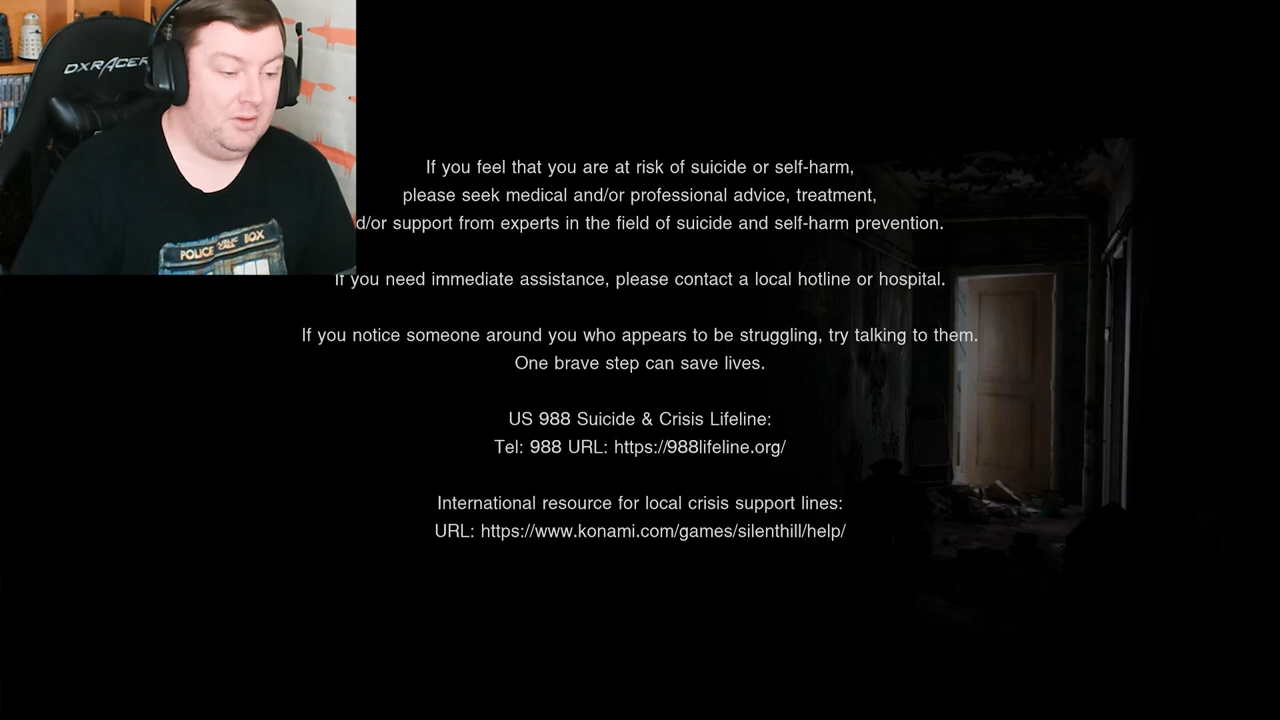 DXRACER
POLICE BOX
If you feel that you are at risk of suicide or self-harm,
please seek medical and/or professional advice, treatment,
d/or support from experts in the field of suicide and self-harm prevention.
If you need immediate assistance, please contact a local hotline or hospital.
If you notice someone around you who appears to be struggling, try talking to them.
One brave step can save lives.
US 988 Suicide & Crisis Lifeline:
Tel: 988 URL: https://988lifeline.org/
International resource for local crisis support lines:
URL: https://www.konami.com/games/silenthill/help/